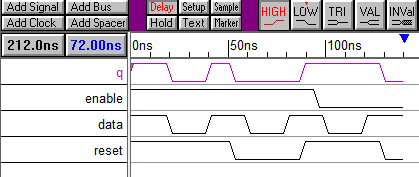 Add Signal Add Bus Delay Setup Sample HIGH LOW TRI VAL INVal
Add Clock Add Spacer Hold Text Marker
212.0ns 72.00ns 0ns 50ns 100ns
q
enable
data
reset